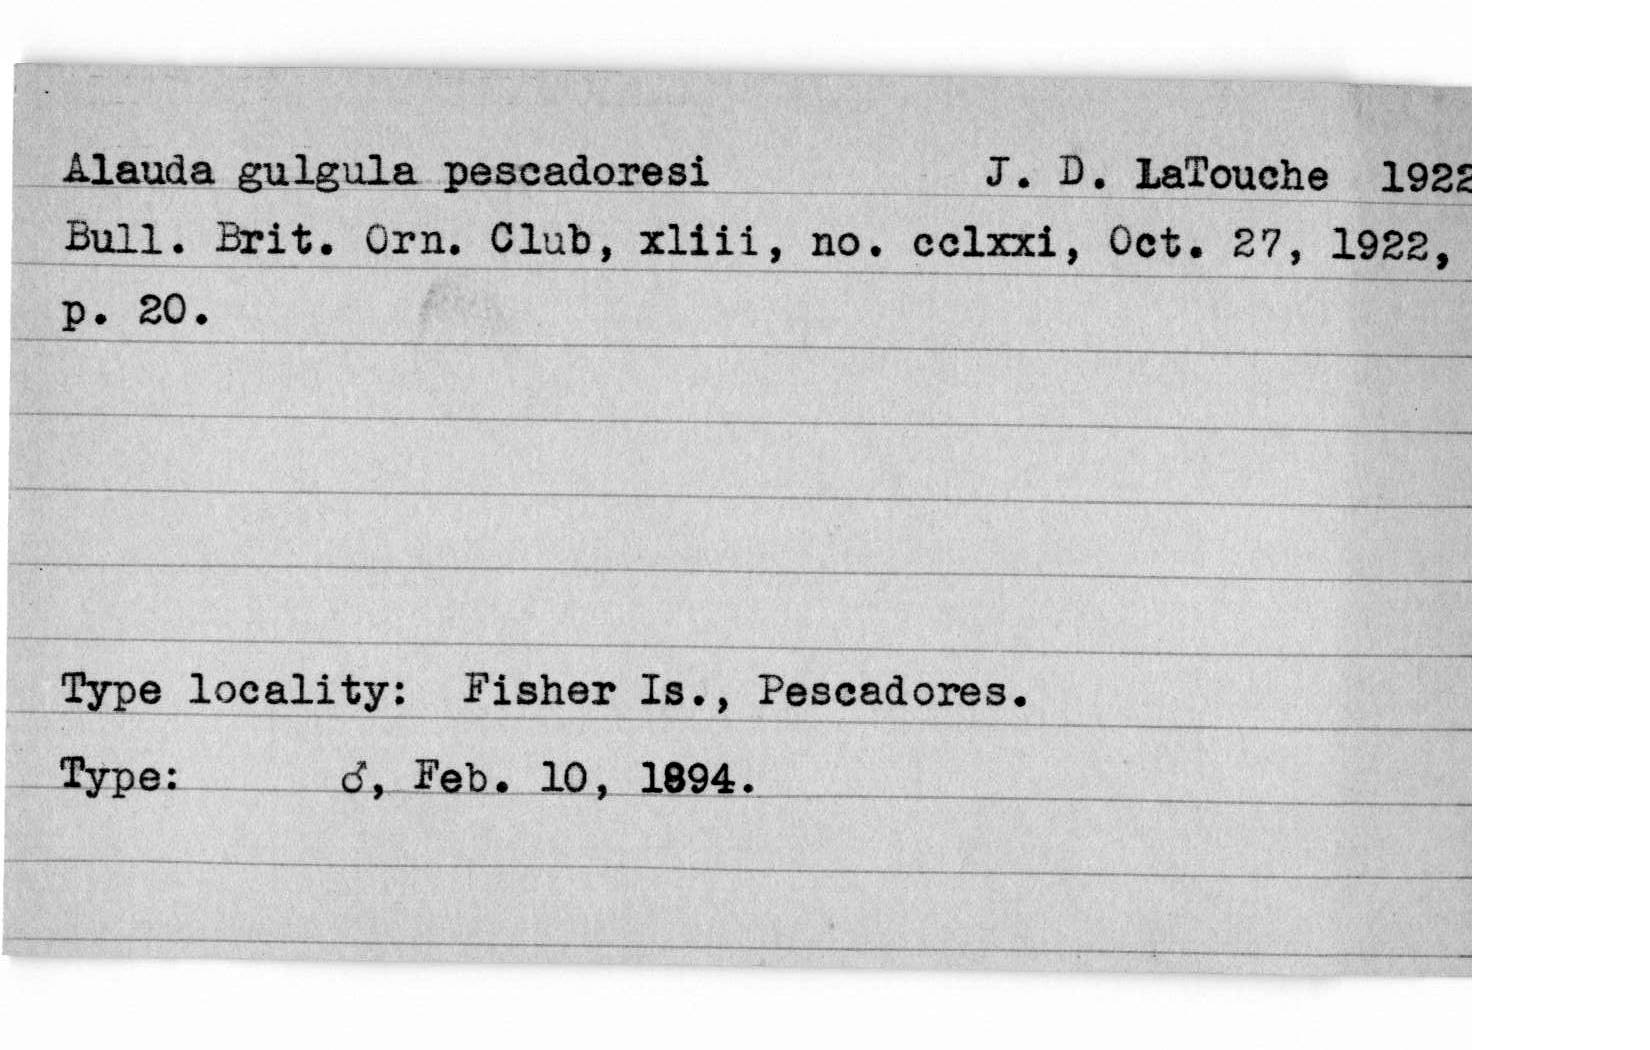 Alauda gulgula pescadoresi J. D. LaTouche 1922
Bull. Brit. Orn. Club, xliii, no. cclxxi, Oct. 27, 1922,
p. 20.
Type locality: Fisher Is., Pescadores.
Type: ♂, Feb. 10, 1894.